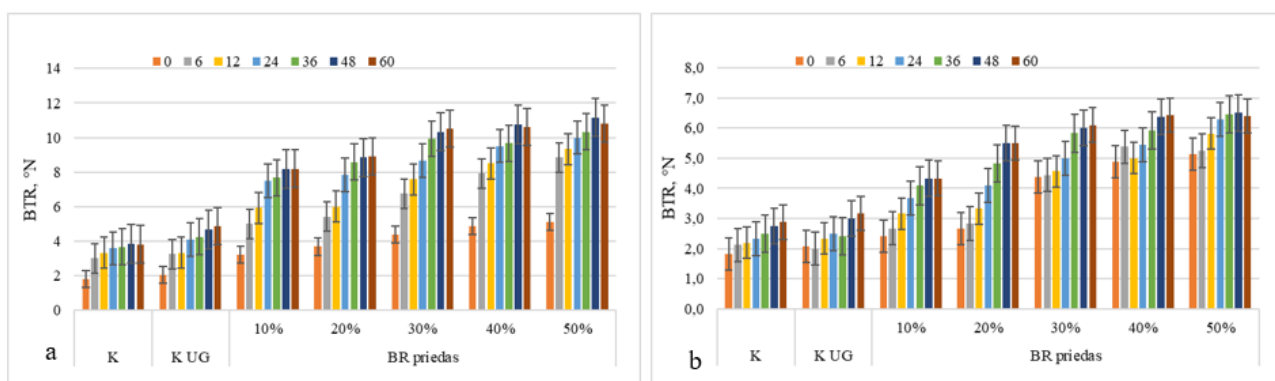 0 6 12 24 36 48 60
BTR, °N
14
12
10
8
6
4
2
0
10% 20% 30% 40% 50%
K K UG BR priedas
a
0 6 12 24 36 48 60
BTR, °N
8,0
7,0
6,0
5,0
4,0
3,0
2,0
1,0
0,0
10% 20% 30% 40% 50%
K K UG BR priedas
b